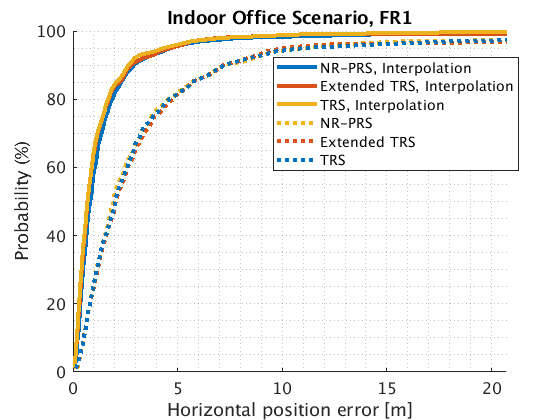 Indoor Office Scenario, FR1
100
80
60
40
20
0
Probability (%)
NR-PRS, Interpolation
Extended TRS, Interpolation
TRS, Interpolation
NR-PRS
Extended TRS
TRS
0 5 10 15 20
Horizontal position error [m]